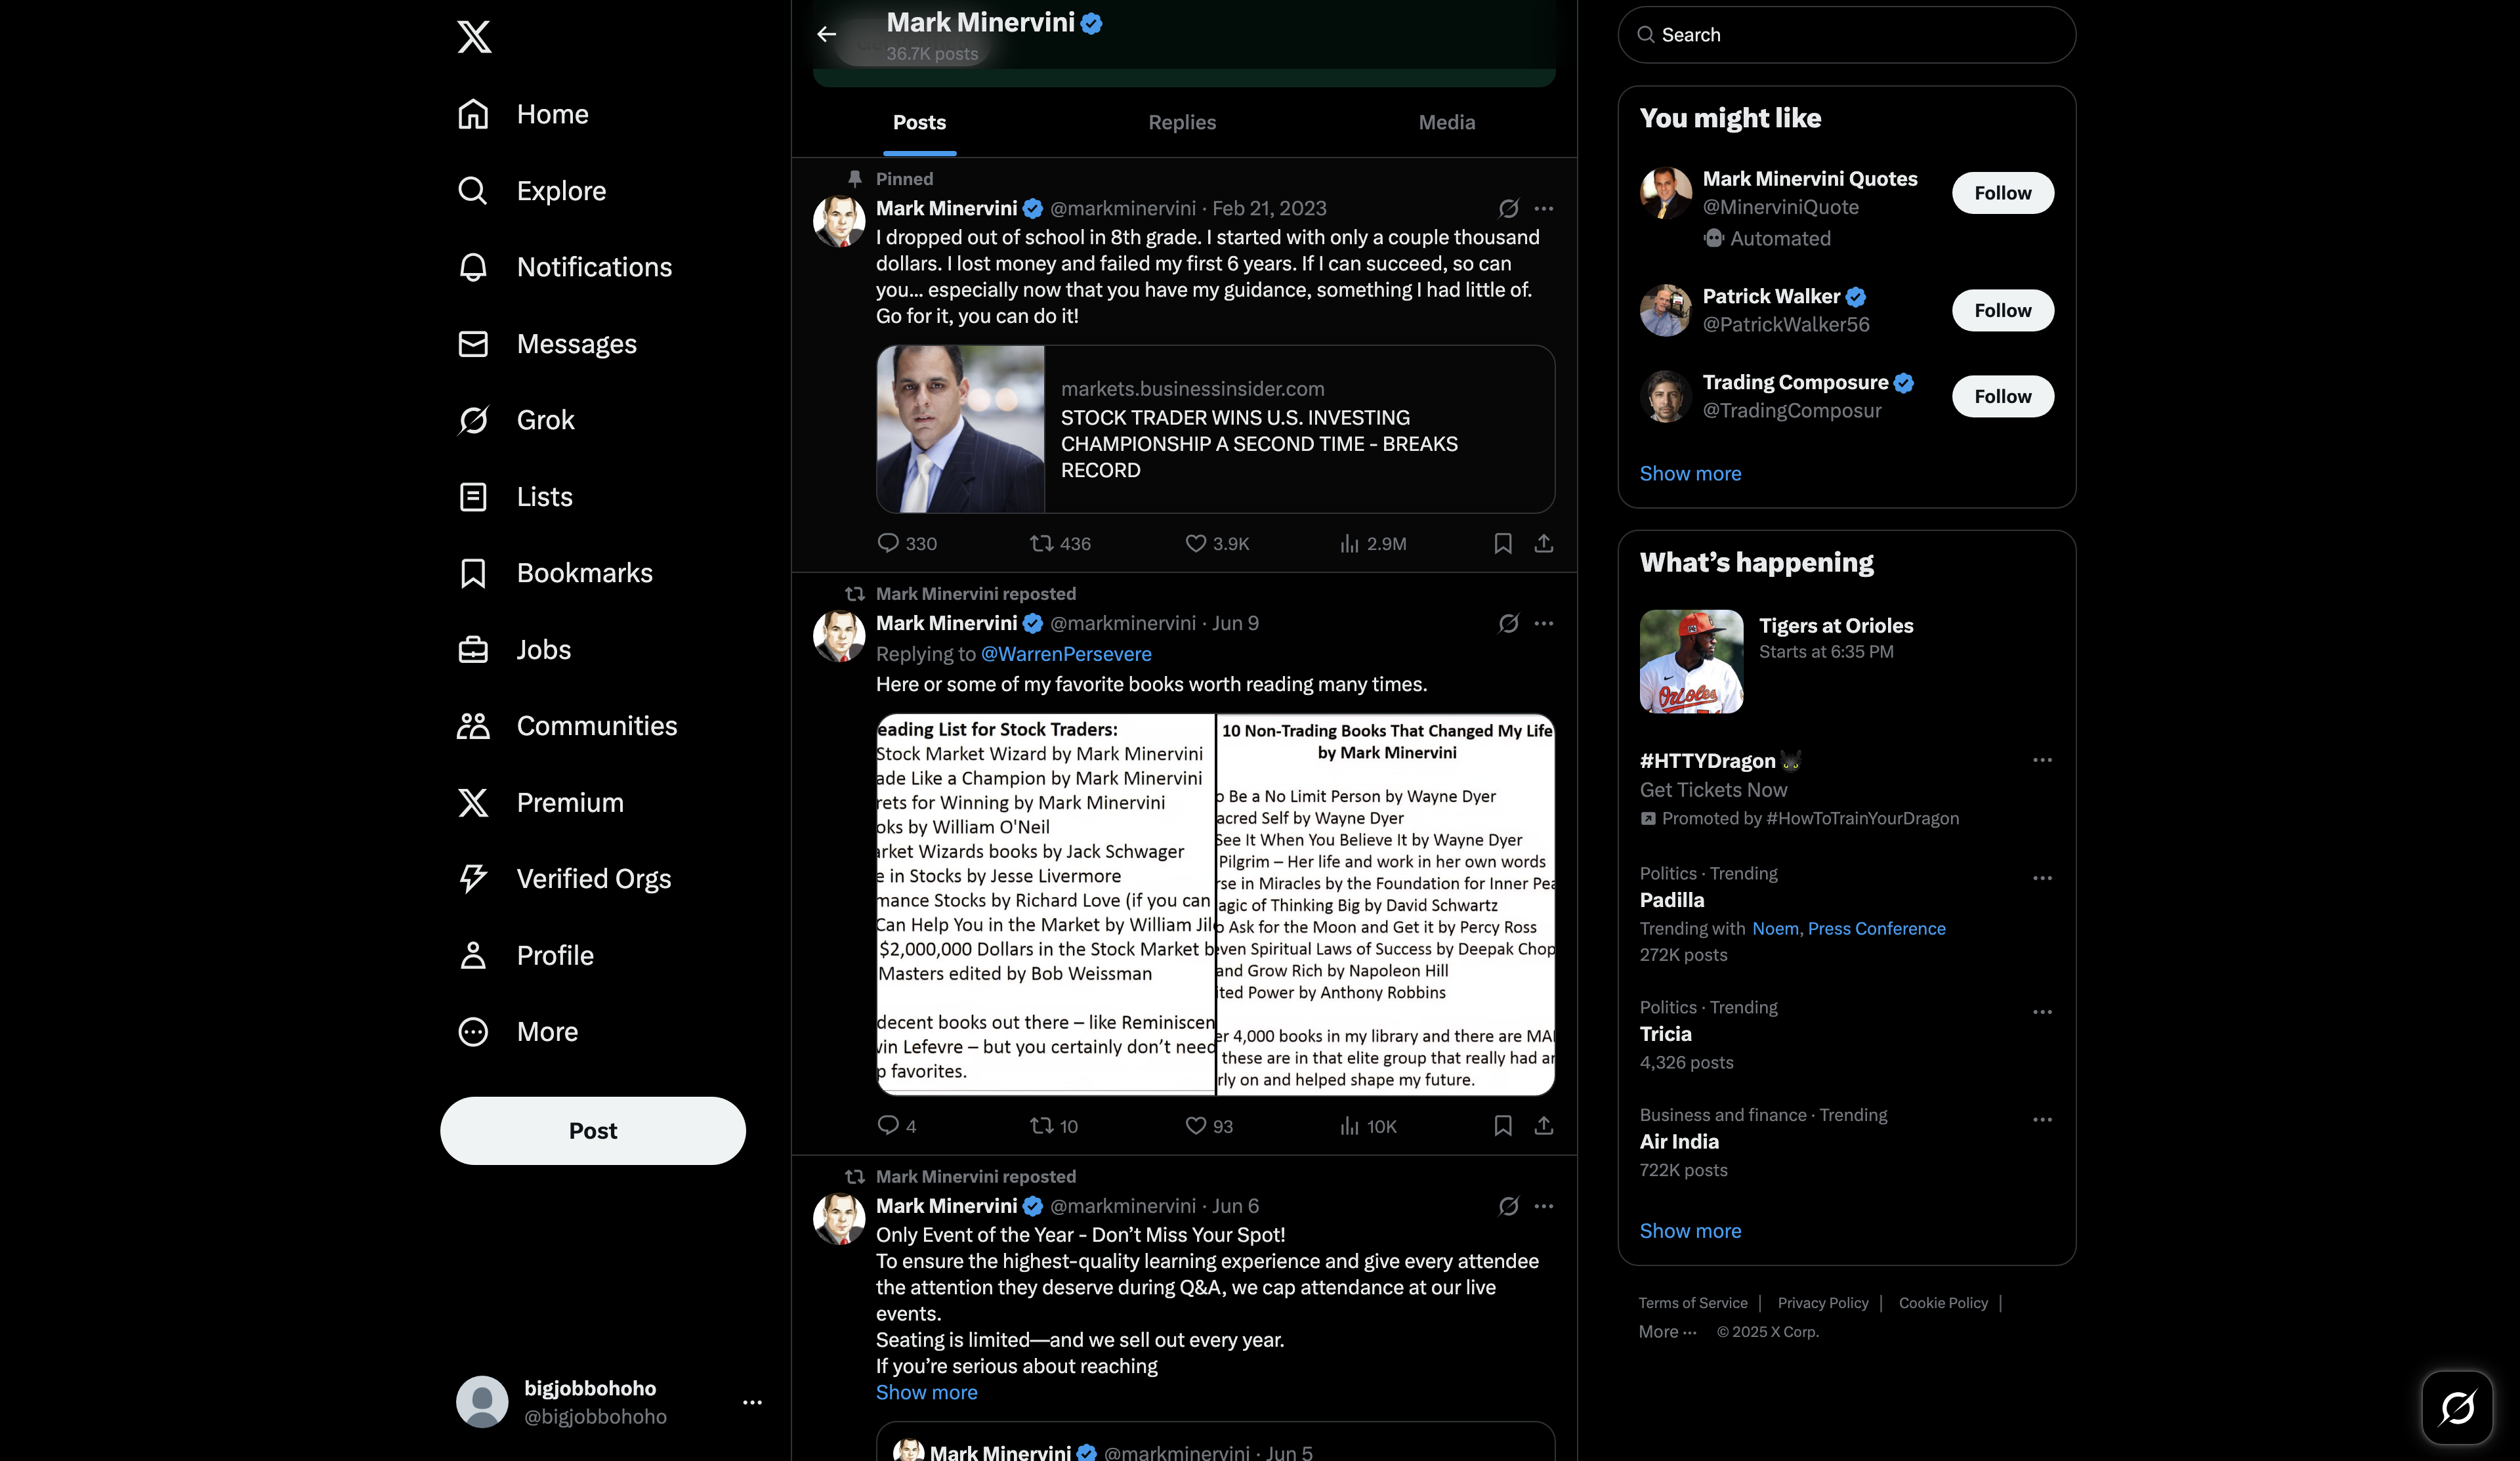 Home
Explore
Notifications
Messages
Grok
Lists
Bookmarks
Jobs
Communities
Premium
Verified Orgs
Profile
More
Post
bigjobbohoho
@bigjobbohoho
Mark Minervini
36.7K posts
Posts
Replies
Media
Pinned
Mark Minervini @markminervini · Feb 21, 2023
I dropped out of school in 8th grade. I started with only a couple thousand
dollars. I lost money and failed my first 6 years. If I can succeed, so can
you... especially now that you have my guidance, something I had little of.
Go for it, you can do it!
markets.businessinsider.com
STOCK TRADER WINS U.S. INVESTING
CHAMPIONSHIP A SECOND TIME - BREAKS
RECORD
330 436 3.9K 2.9M
Mark Minervini reposted
Mark Minervini @markminervini · Jun 9
Replying to @WarrenPersevere
Here or some of my favorite books worth reading many times.
eading List for Stock Traders:
Stock Market Wizard by Mark Minervini
ade Like a Champion by Mark Minervini
rets for Winning by Mark Minervini
oks by William O'Neil
arket Wizards books by Jack Schwager
e in Stocks by Jesse Livermore
mance Stocks by Richard Love (if you can
Can Help You in the Market by William Jil
$2,000,000 Dollars in the Stock Market b
Masters edited by Bob Weissman
decent books out there – like Reminiscen
vin Lefevre – but you certainly don't need
p favorites.
10 Non-Trading Books That Changed My Life
by Mark Minervini
o Be a No Limit Person by Wayne Dyer
acred Self by Wayne Dyer
See It When You Believe It by Wayne Dyer
Pilgrim – Her life and work in her own words
rse in Miracles by the Foundation for Inner Pea
agic of Thinking Big by David Schwartz
o Ask for the Moon and Get it by Percy Ross
even Spiritual Laws of Success by Deepak Chop
and Grow Rich by Napoleon Hill
ited Power by Anthony Robbins
er 4,000 books in my library and there are MA
these are in that elite group that really had a
rly on and helped shape my future.
4 10 93 10K
Mark Minervini reposted
Mark Minervini @markminervini · Jun 6
Only Event of the Year - Don't Miss Your Spot!
To ensure the highest-quality learning experience and give every attendee
the attention they deserve during Q&A, we cap attendance at our live
events.
Seating is limited—and we sell out every year.
If you're serious about reaching
Show more
Mark Minervini @markminervini · Jun 5
Search
You might like
Mark Minervini Quotes
@MinerviniQuote
Automated
Follow
Patrick Walker
@PatrickWalker56
Follow
Trading Composure
@TradingComposur
Follow
Show more
What's happening
Orioles
Tigers at Orioles
Starts at 6:35 PM
#HTTYDragon
Get Tickets Now
Promoted by #HowToTrainYourDragon
Politics · Trending
Padilla
Trending with Noem, Press Conference
272K posts
Politics · Trending
Tricia
4,326 posts
Business and finance · Trending
Air India
722K posts
Show more
Terms of Service | Privacy Policy | Cookie Policy |
More ··· © 2025 X Corp.